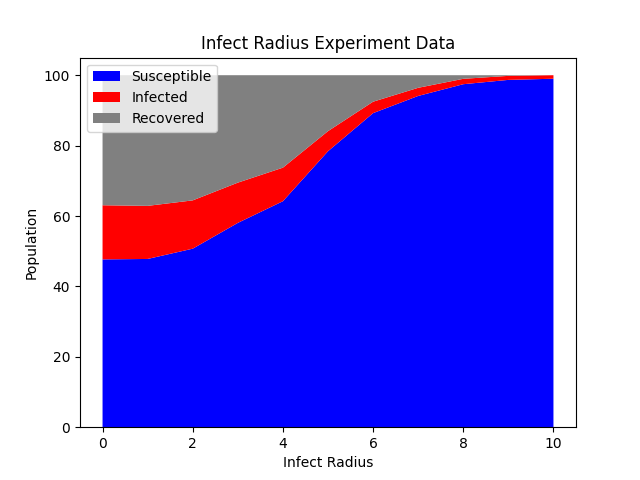 Infect Radius Experiment Data
Susceptible
Infected
Recovered
Population
100
80
60
40
20
0
0 2 4 6 8 10
Infect Radius